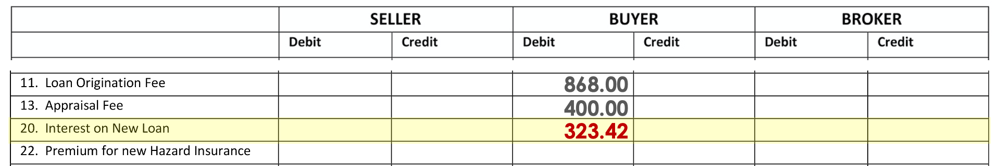 SELLER BUYER BROKER
Debit Credit Debit Credit Debit Credit
11. Loan Origination Fee 868.00
13. Appraisal Fee 400.00
20. Interest on New Loan 323.42
22. Premium for new Hazard Insurance